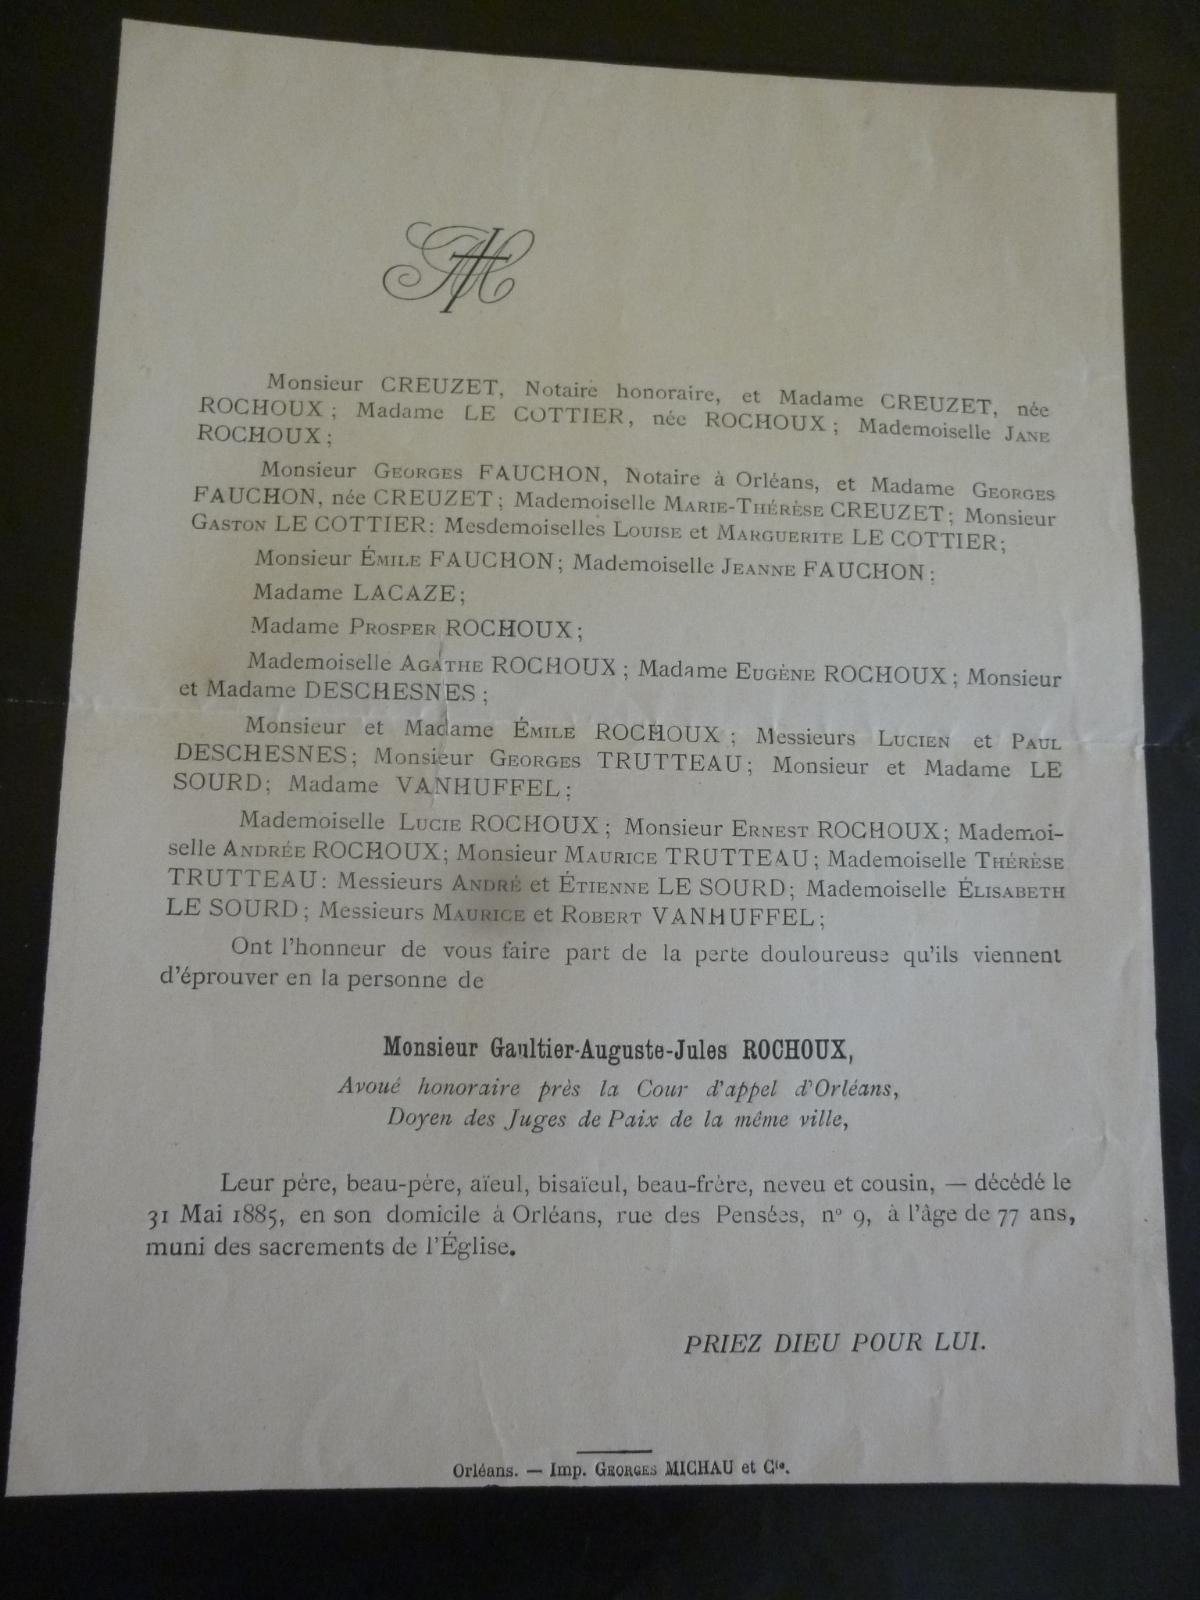 Monsieur CREUZET, Notaire honoraire, et Madame CREUZET, née
ROCHOUX ; Madame LE COTTIER, née ROCHOUX ; Mademoiselle JANE
ROCHOUX ;
Monsieur GEORGES FAUCHON, Notaire à Orléans, et Madame GEORGES
FAUCHON, née CREUZET ; Mademoiselle MARIE-THÉRÈSE CREUZET ; Monsieur
GASTON LE COTTIER : Mesdemoiselles LOUISE et MARGUERITE LE COTTIER ;
Monsieur ÉMILE FAUCHON ; Mademoiselle JEANNE FAUCHON ;
Madame LACAZE ;
Madame PROSPER ROCHOUX ;
Mademoiselle AGATHE ROCHOUX ; Madame EUGÈNE ROCHOUX ; Monsieur
et Madame DESCHESNES ;
Monsieur et Madame ÉMILE ROCHOUX ; Messieurs LUCIEN et PAUL
DESCHESNES ; Monsieur GEORGES TRUTTEAU ; Monsieur et Madame LE
SOURD ; Madame VANHUFFEL ;
Mademoiselle LUCIE ROCHOUX ; Monsieur ERNEST ROCHOUX ; Mademoi-
selle ANDRÉE ROCHOUX ; Monsieur MAURICE TRUTTEAU ; Mademoiselle THÉRÈSE
TRUTTEAU : Messieurs ANDRÉ et ÉTIENNE LE SOURD ; Mademoiselle ÉLISABETH
LE SOURD ; Messieurs MAURICE et ROBERT VANHUFFEL ;
Ont l'honneur de vous faire part de la perte douloureuse qu'ils viennent
d'éprouver en la personne de
Monsieur Gaultier-Auguste-Jules ROCHOUX,
Avoué honoraire près la Cour d'appel d'Orléans,
Doyen des Juges de Paix de la même ville,
Leur père, beau-père, aïeul, bisaïeul, beau-frère, neveu et cousin, — décédé le
31 Mai 1885, en son domicile à Orléans, rue des Pensées, nº 9, à l'âge de 77 ans,
muni des sacrements de l'Église.
PRIEZ DIEU POUR LUI.
Orléans. — Imp. GEORGES MICHAU et Cie.